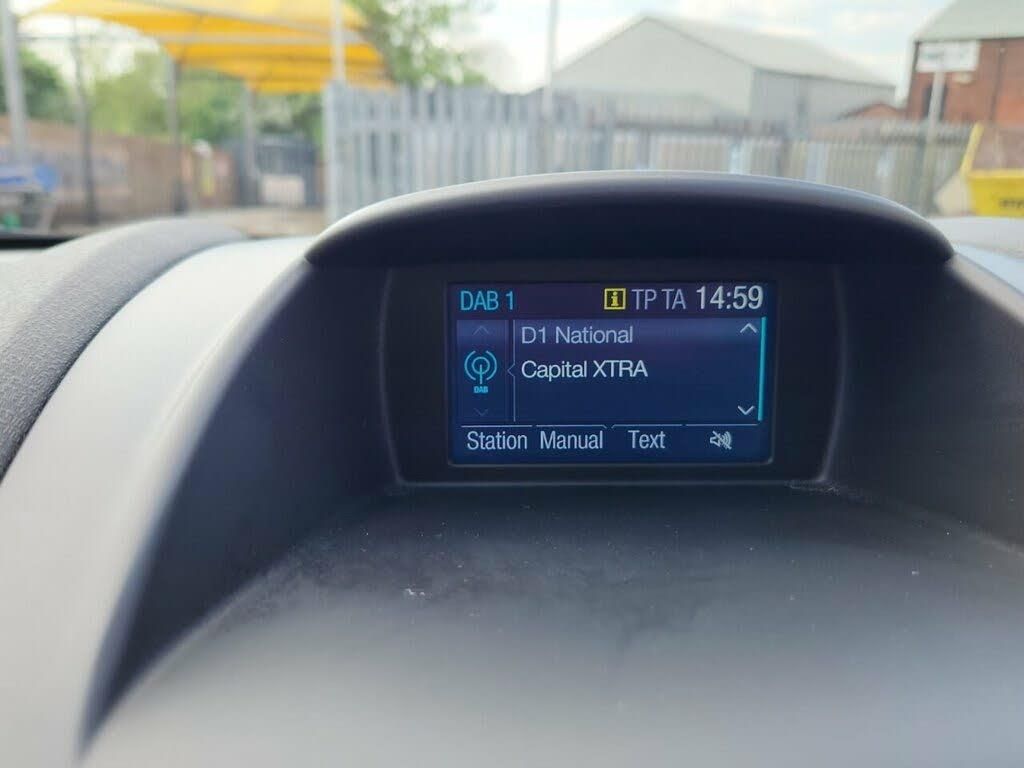 DAB 1 i TP TA 14:59
D1 National
Capital XTRA
DAB
Station Manual Text